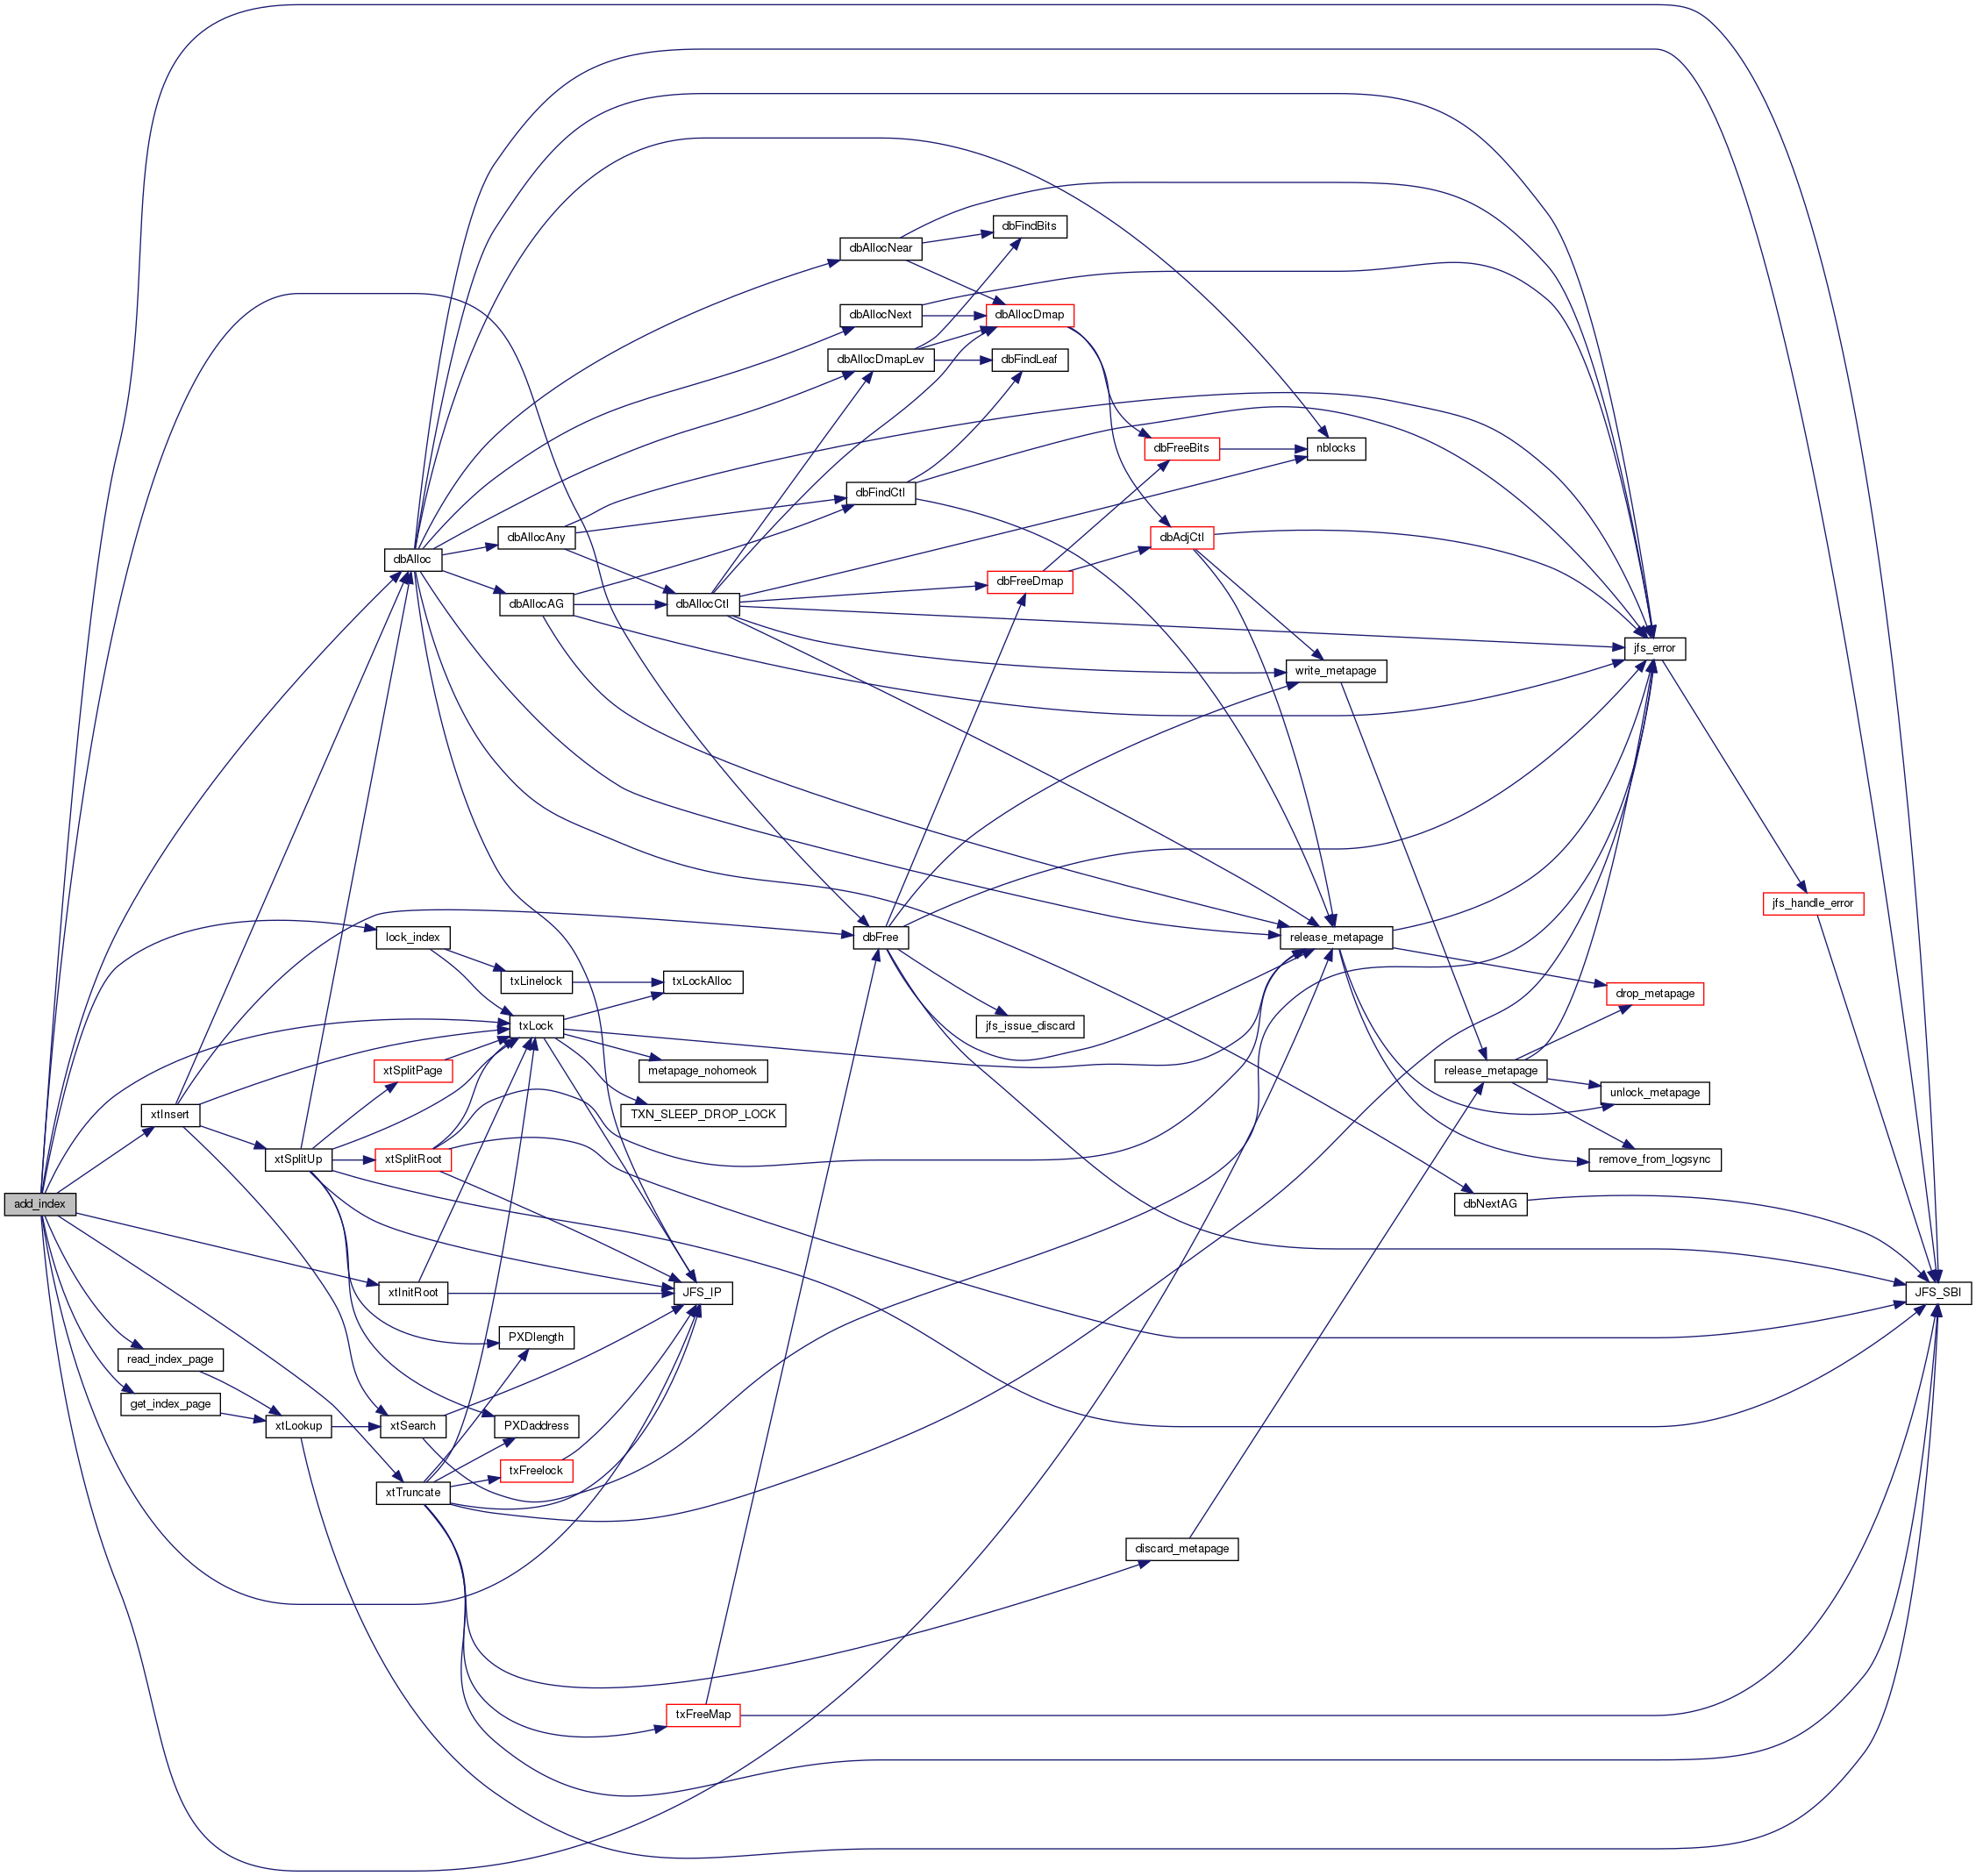 dbFindBits
dbAllocNear
dbAllocNext
dbAllocDmap
dbAllocDmapLev
dbFindLeaf
dbFreeBits
nblocks
dbFindCtl
dbAllocAny
dbAdjCtl
dbAlloc
dbFreeDmap
dbAllocAG
dbAllocCtl
jfs_error
write_metapage
jfs_handle_error
lock_index
dbFree
release_metapage
txLinelock
txLockAlloc
drop_metapage
txLock
jfs_issue_discard
xtSplitPage
metapage_nohomeok
release_metapage
unlock_metapage
xtInsert
TXN_SLEEP_DROP_LOCK
xtSplitUp
xtSplitRoot
remove_from_logsync
add_index
dbNextAG
xtInitRoot
JFS_IP
JFS_SBI
PXDlength
read_index_page
get_index_page
xtLookup
xtSearch
PXDaddress
txFreelock
xtTruncate
discard_metapage
txFreeMap